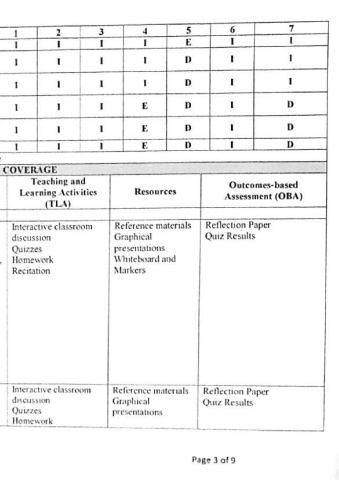 1 2 3 4 5 6 7
I I I I E I I
I I I I D I I
I I I I D I I
I I I E D I D
I I I E D I D
I I I E D I D
COVERAGE
Teaching and Learning Activities (TLA) Resources Outcomes-based Assessment (OBA)
Interactive classroom Reference materials Reflection Paper
discussion Graphical Quiz Results
Quizzes presentations
Homework Whiteboard and
Recitation Markers
Interactive classroom Reference materials Reflection Paper
discussion Graphical Quiz Results
Quizzes presentations
Homework
Page 3 of 9